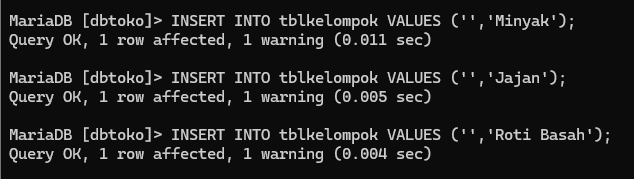 MariaDB [dbtoko]> INSERT INTO tblkelompok VALUES ('','Minyak');
Query OK, 1 row affected, 1 warning (0.011 sec)
MariaDB [dbtoko]> INSERT INTO tblkelompok VALUES ('','Jajan');
Query OK, 1 row affected, 1 warning (0.005 sec)
MariaDB [dbtoko]> INSERT INTO tblkelompok VALUES ('','Roti Basah');
Query OK, 1 row affected, 1 warning (0.004 sec)